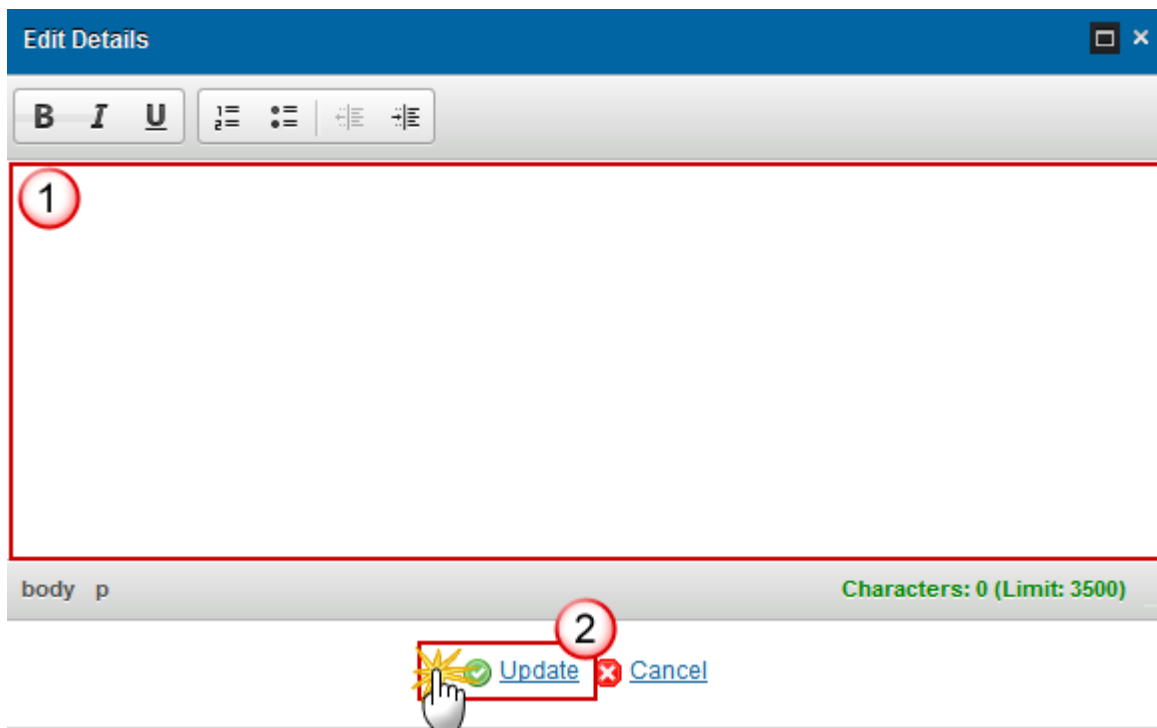 Edit Details
B I U
1
body p Characters: 0 (Limit: 3500)
2
Update Cancel